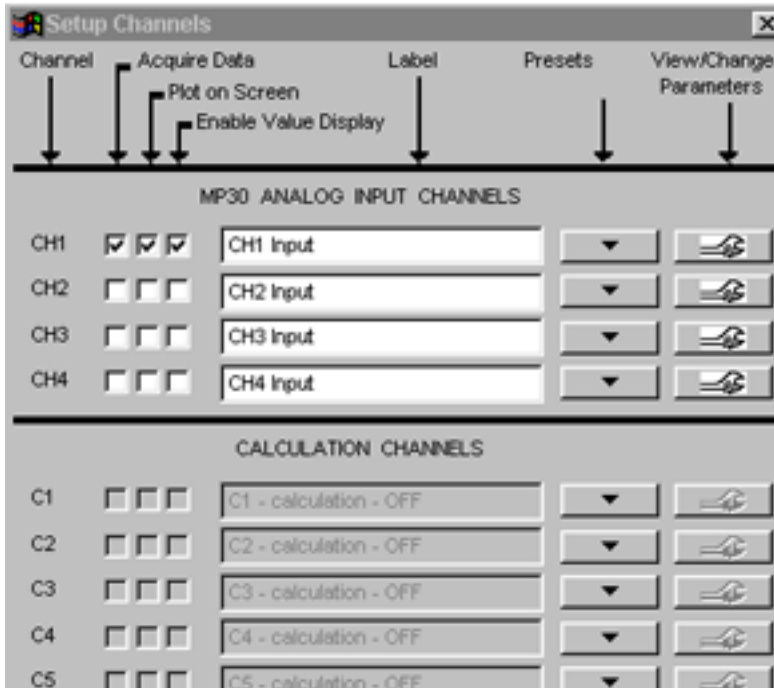 Setup Channels
Channel Acquire Data Label Presets View/Change Parameters
Plot on Screen
Enable Value Display
MP30 ANALOG INPUT CHANNELS
CH1 CH1 Input
CH2 CH2 Input
CH3 CH3 Input
CH4 CH4 Input
CALCULATION CHANNELS
C1 C1 - calculation - OFF
C2 C2 - calculation - OFF
C3 C3 - calculation - OFF
C4 C4 - calculation - OFF
C5 C5 - calculation - OFF